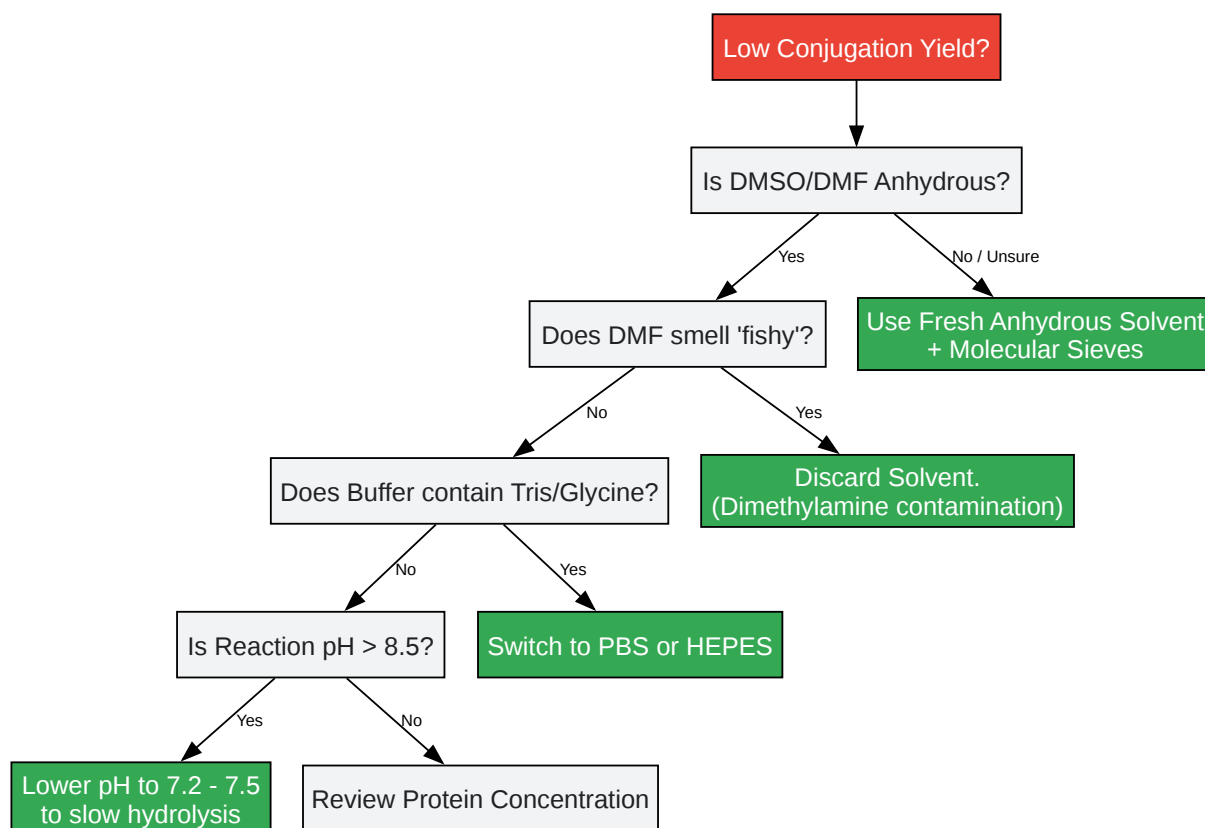 Low Conjugation Yield?
Is DMSO/DMF Anhydrous?
Yes
No / Unsure
Does DMF smell 'fishy'?
Use Fresh Anhydrous Solvent
+ Molecular Sieves
No
Yes
Does Buffer contain Tris/Glycine?
Discard Solvent.
(Dimethylamine contamination)
No
Yes
Is Reaction pH > 8.5?
Switch to PBS or HEPES
Yes
No
Lower pH to 7.2 - 7.5
to slow hydrolysis
Review Protein Concentration